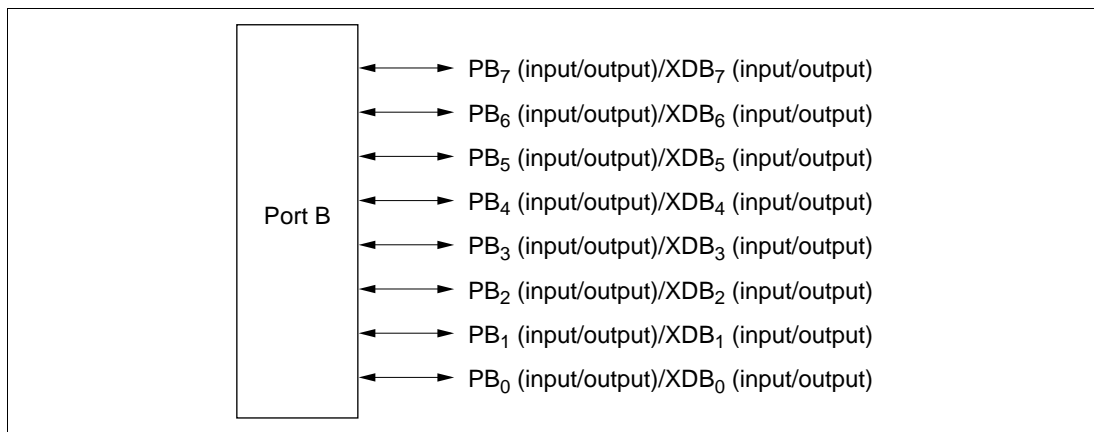 Port B
PB₇ (input/output)/XDB₇ (input/output)
PB₆ (input/output)/XDB₆ (input/output)
PB₅ (input/output)/XDB₅ (input/output)
PB₄ (input/output)/XDB₄ (input/output)
PB₃ (input/output)/XDB₃ (input/output)
PB₂ (input/output)/XDB₂ (input/output)
PB₁ (input/output)/XDB₁ (input/output)
PB₀ (input/output)/XDB₀ (input/output)